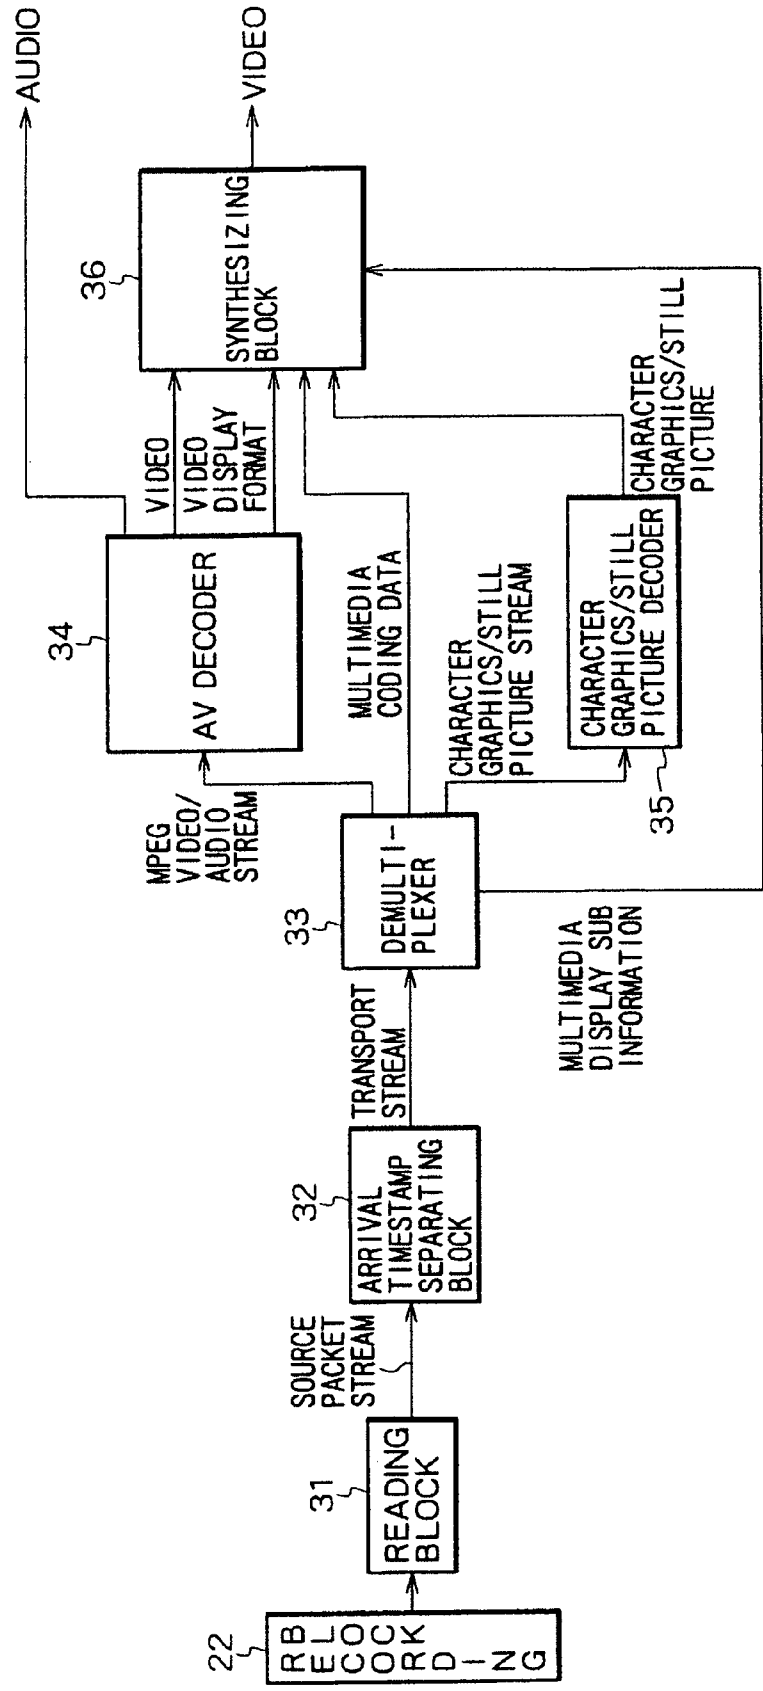 22
RECORDING
BLOCK
31
READING
BLOCK
SOURCE
PACKET
STREAM
32
ARRIVAL
TIMESTAMP
SEPARATING
BLOCK
TRANSPORT
STREAM
33
DEMULTI-
PLEXER
MPEG
VIDEO/
AUDIO
STREAM
MULTIMEDIA
CODING DATA
CHARACTER
GRAPHICS/STILL
PICTURE STREAM
MULTIMEDIA
DISPLAY SUB
INFORMATION
34
AV DECODER
35
CHARACTER
GRAPHICS/STILL
PICTURE DECODER
VIDEO
VIDEO
DISPLAY
FORMAT
CHARACTER
GRAPHICS/STILL
PICTURE
36
SYNTHESIZING
BLOCK
AUDIO
VIDEO